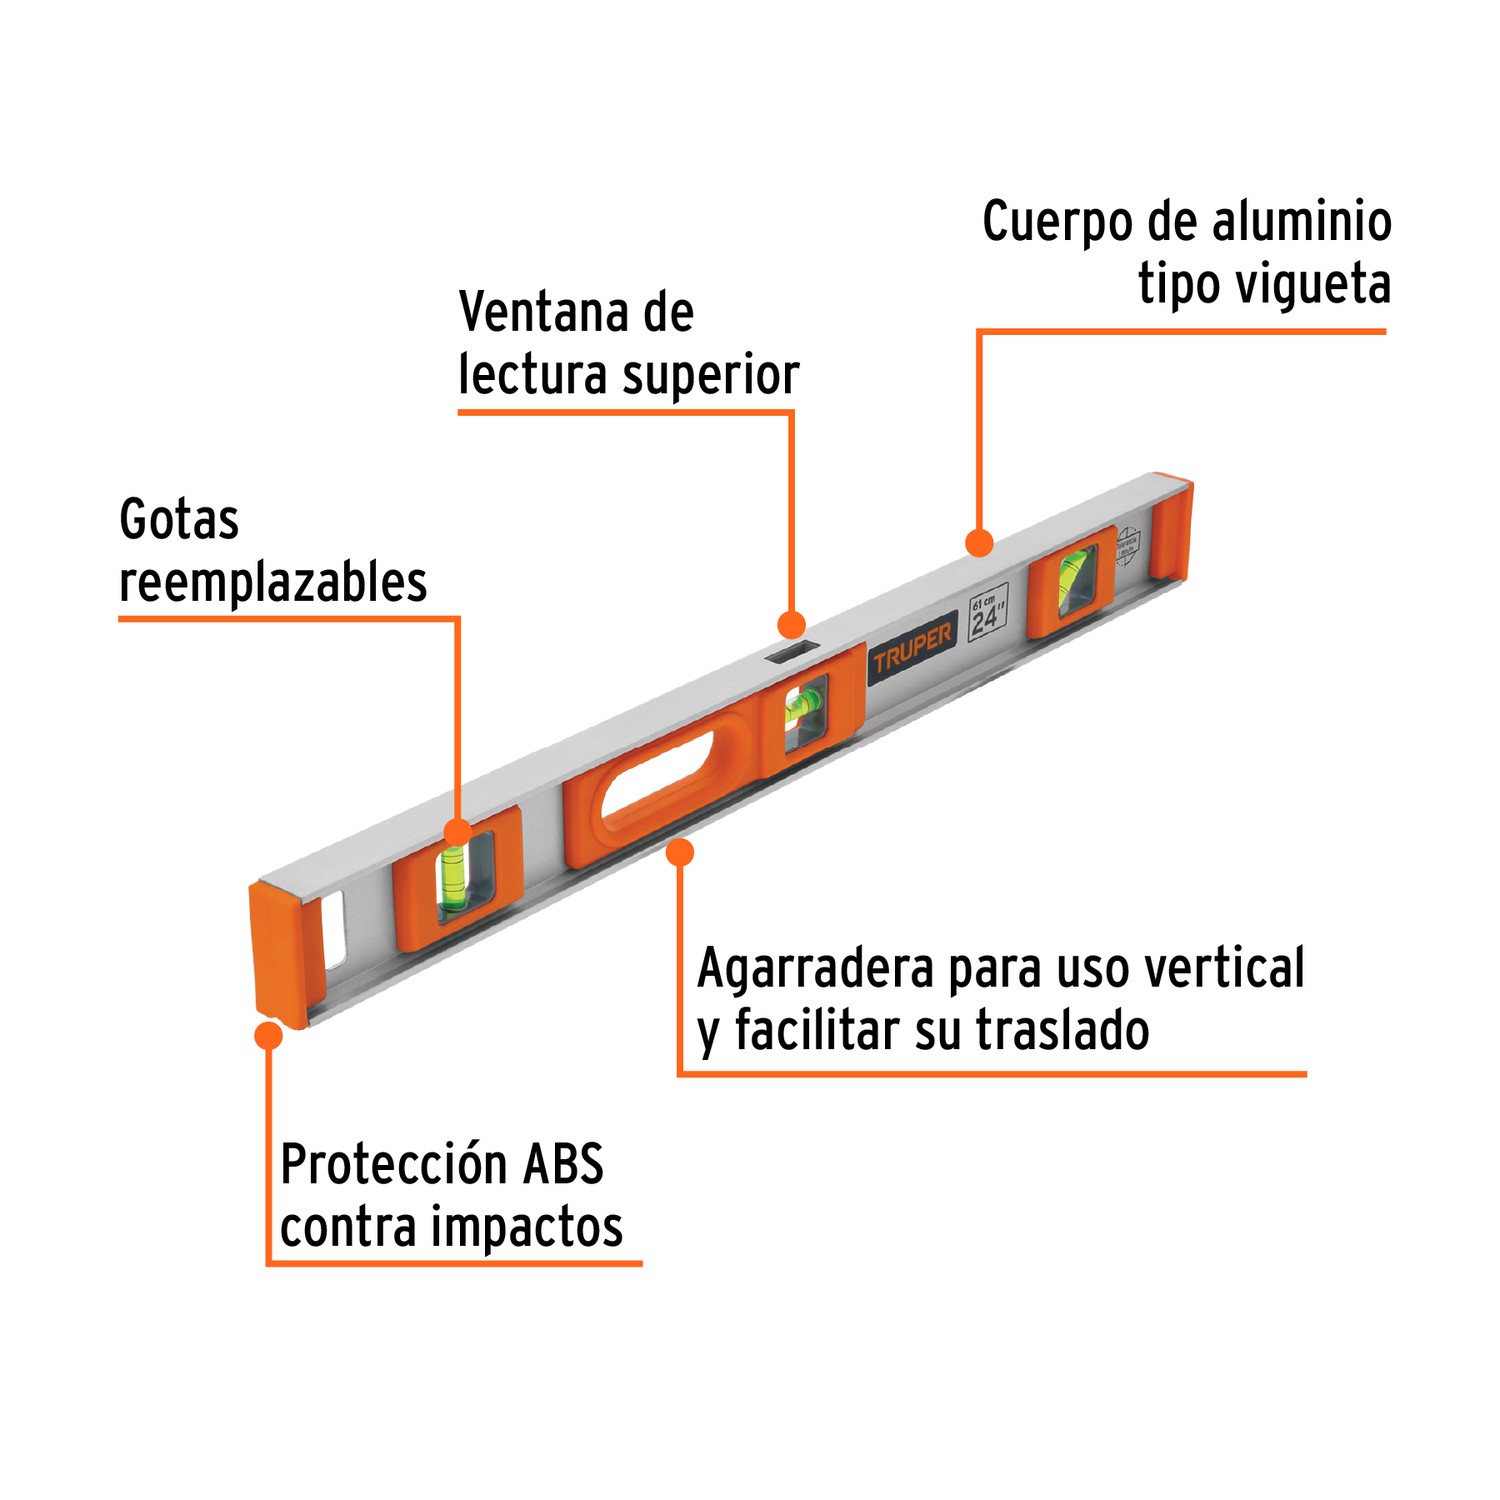 Cuerpo de aluminio
tipo vigueta
Ventana de
lectura superior
Gotas
reemplazables
61 cm
24"
TRUPER
Agarradera para uso vertical
y facilitar su traslado
Protección ABS
contra impactos